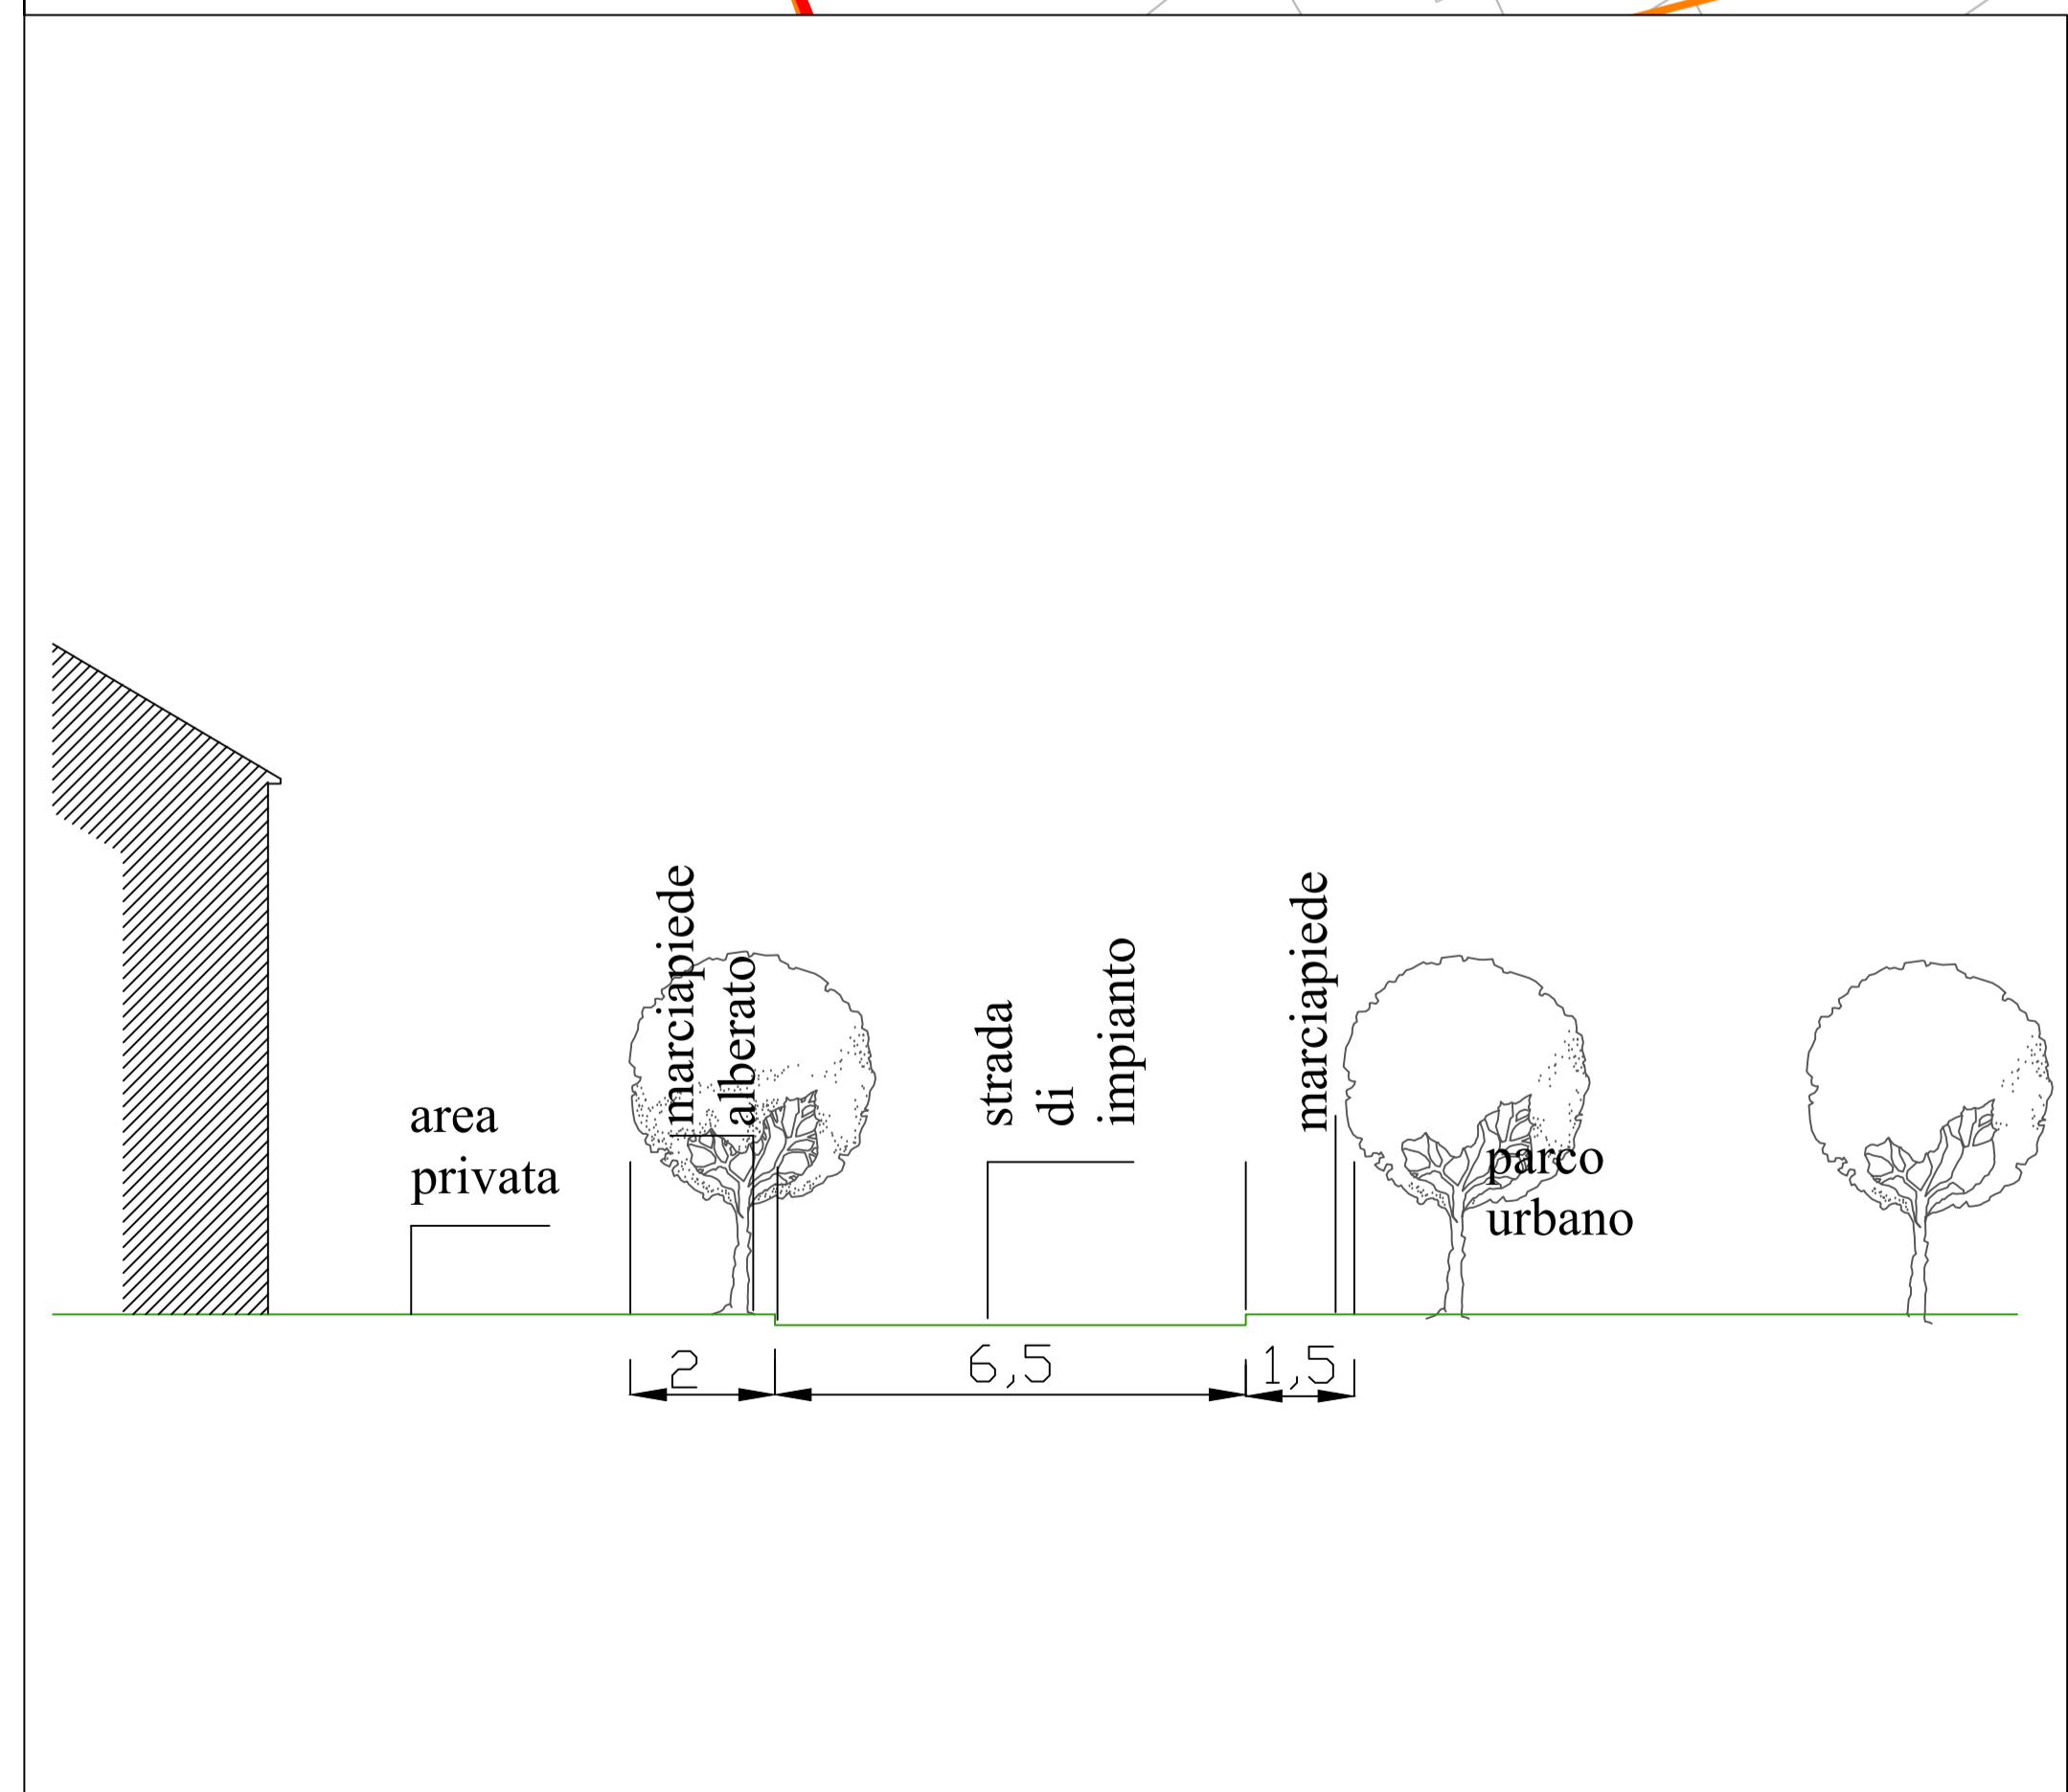 area
privata
marciapiede
alberato
strada
di
impianto
marciapiede
parco
urbano
2
6,5
1,5